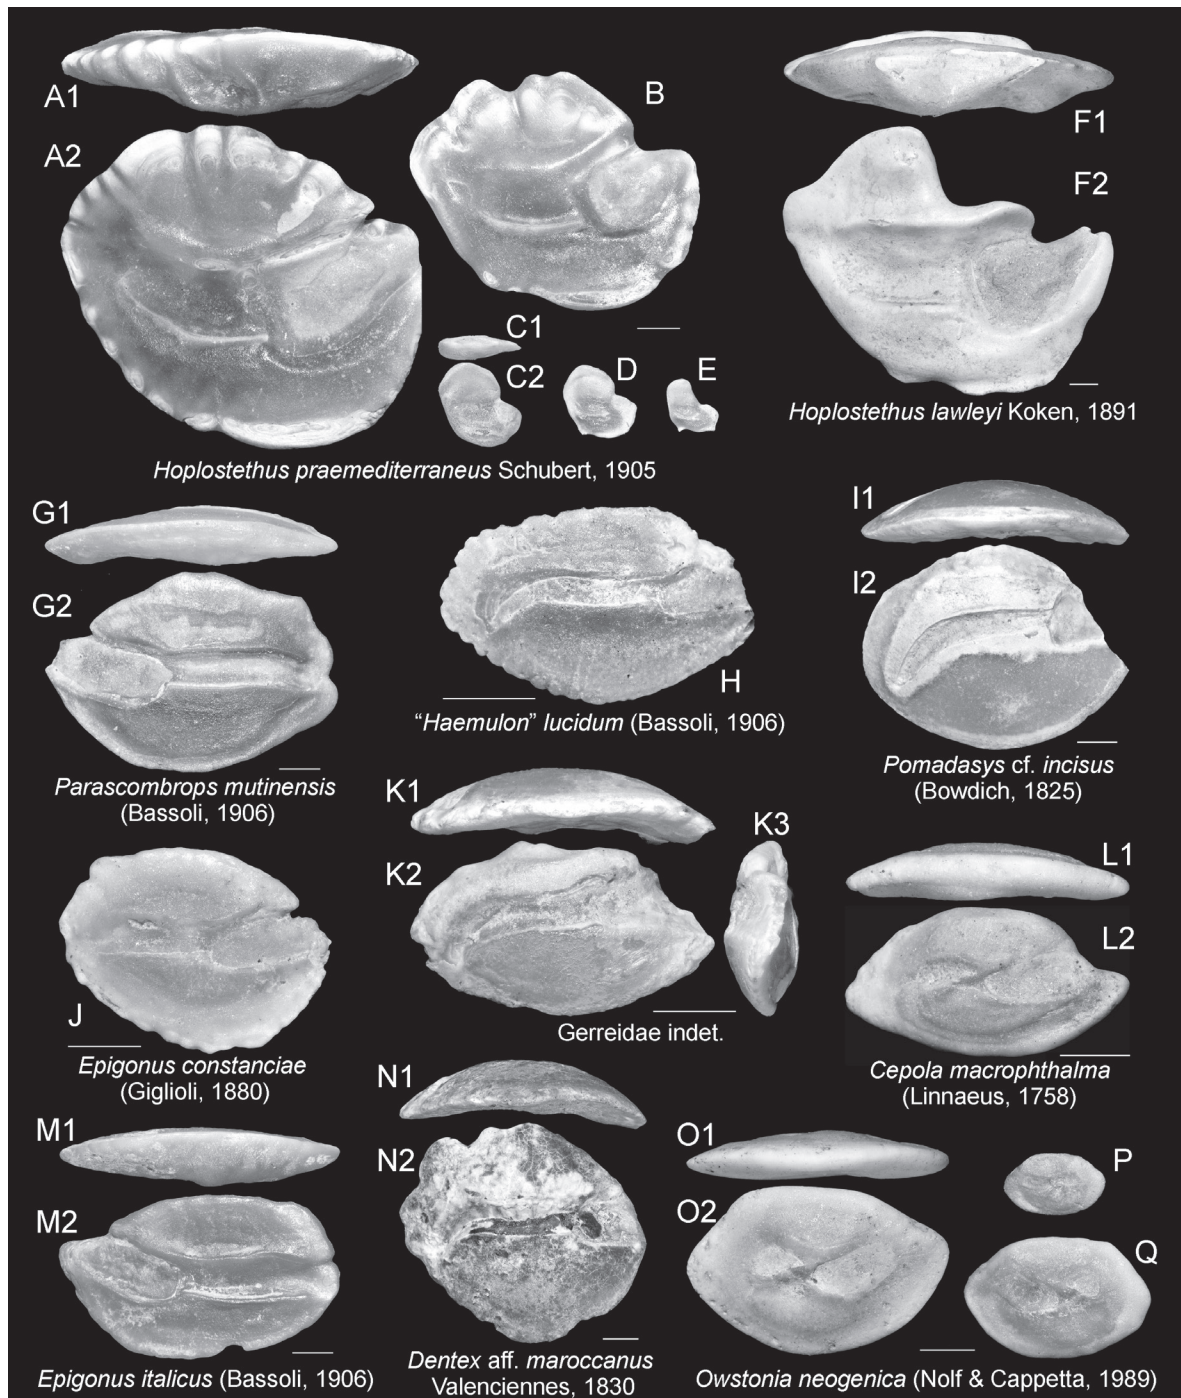 A1
B
F1
A2
F2
C1
C2
D
E
Hoplostethus lawleyi Koken, 1891
Hoplostethus praemediterraneus Schubert, 1905
G1
I1
G2
I2
H
"Haemulon" lucidum (Bassoli, 1906)
Pomadasys cf. incisus
(Bowdich, 1825)
Parascombrops mutinensis
(Bassoli, 1906)
K1
K3
K2
L1
L2
J
Gerreidae indet.
Epigonus constanciae
(Giglioli, 1880)
Cepola macrophthalma
(Linnaeus, 1758)
M1
N1
O1
P
M2
N2
O2
Q
Epigonus italicus (Bassoli, 1906)
Dentex aff. maroccanus
Valenciennes, 1830
Owstonia neogenica (Nolf & Cappetta, 1989)